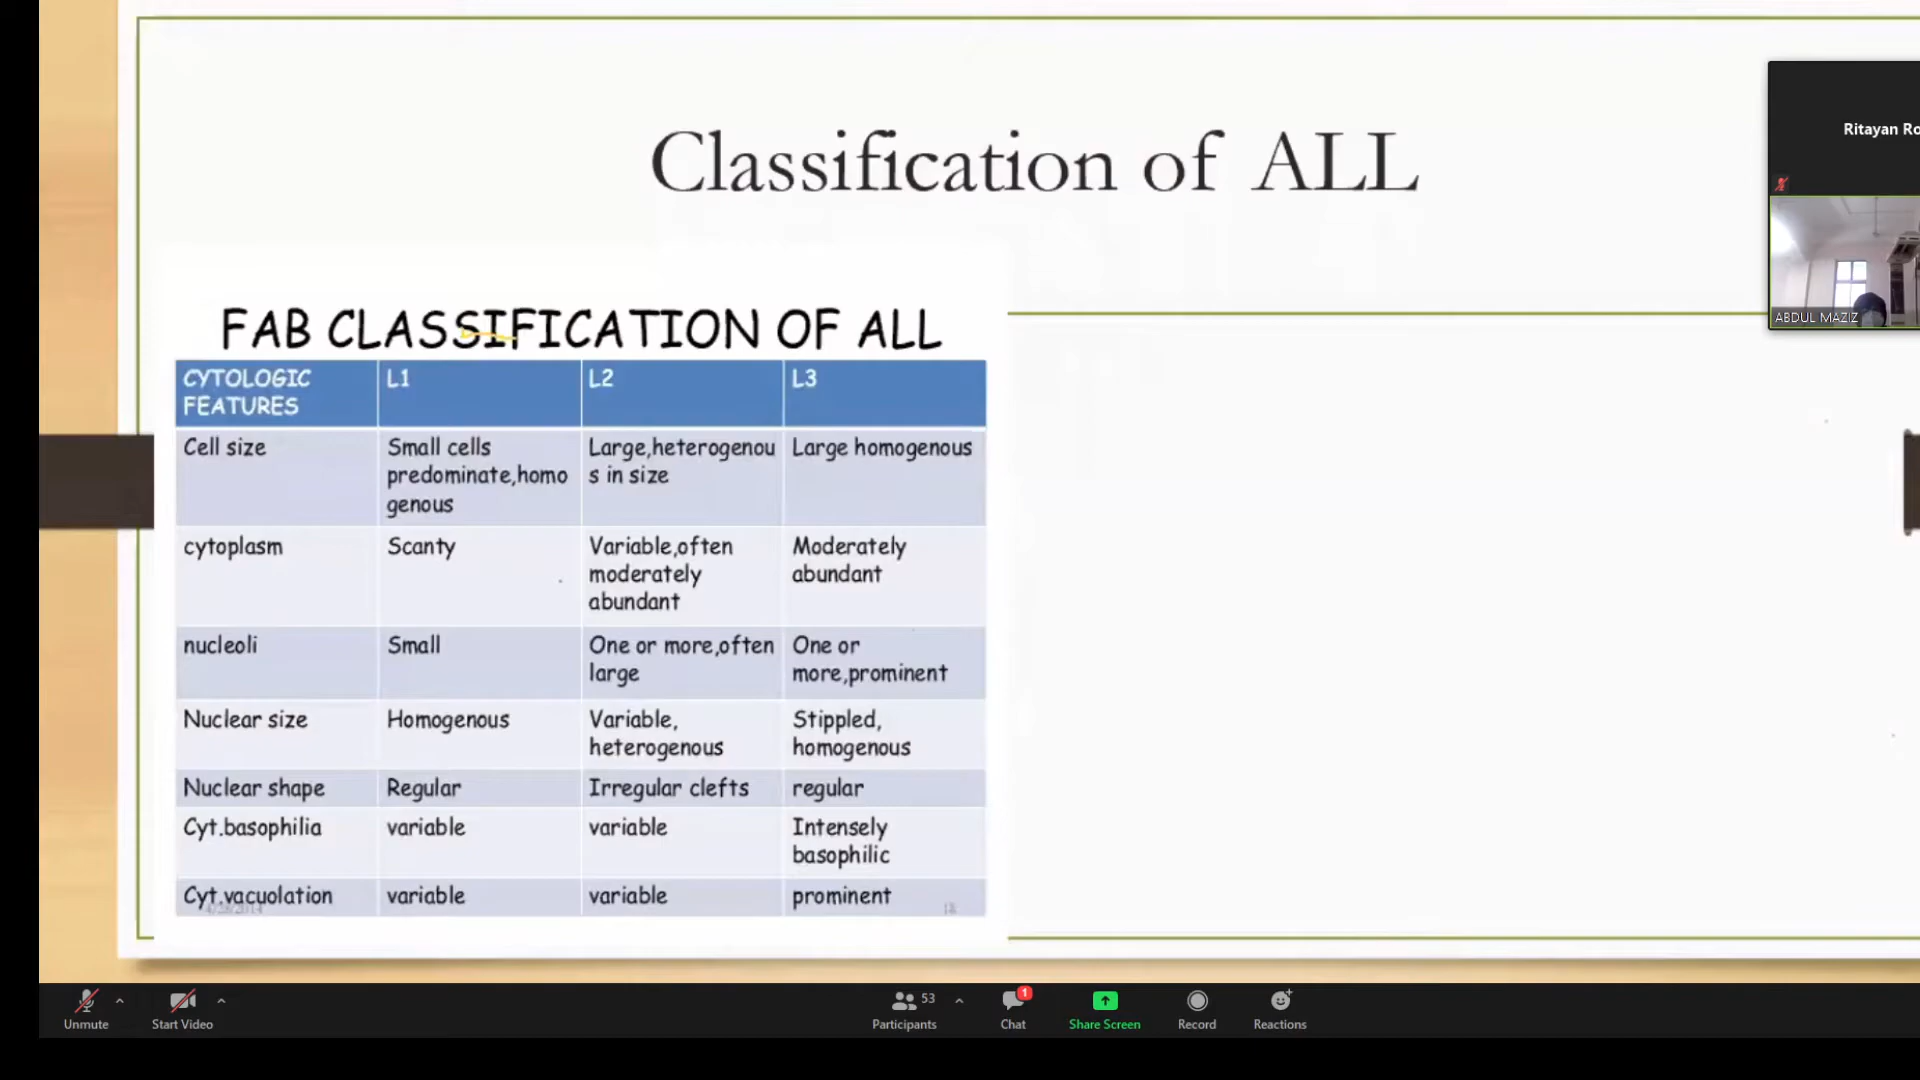 Classification of ALL
Ritayan Ro
ABDUL MAZIZ
FAB CLASSIFICATION OF ALL
CYTOLOGIC FEATURES L1 L2 L3
Cell size
Small cells
predominate,homo
genous
Large,heterogenou
s in size
Large homogenous
cytoplasm
Scanty
Variable,often
moderately
abundant
Moderately
abundant
nucleoli
Small
One or more,often
large
One or
more,prominent
Nuclear size
Homogenous
Variable,
heterogenous
Stippled,
homogenous
Nuclear shape
Regular
Irregular clefts
regular
Cyt.basophilia
variable
variable
Intensely
basophilic
Cyt.vacuolation
variable
variable
prominent
4/28/2014
18
Unmute
Start Video
53
Participants
1
Chat
Share Screen
Record
Reactions